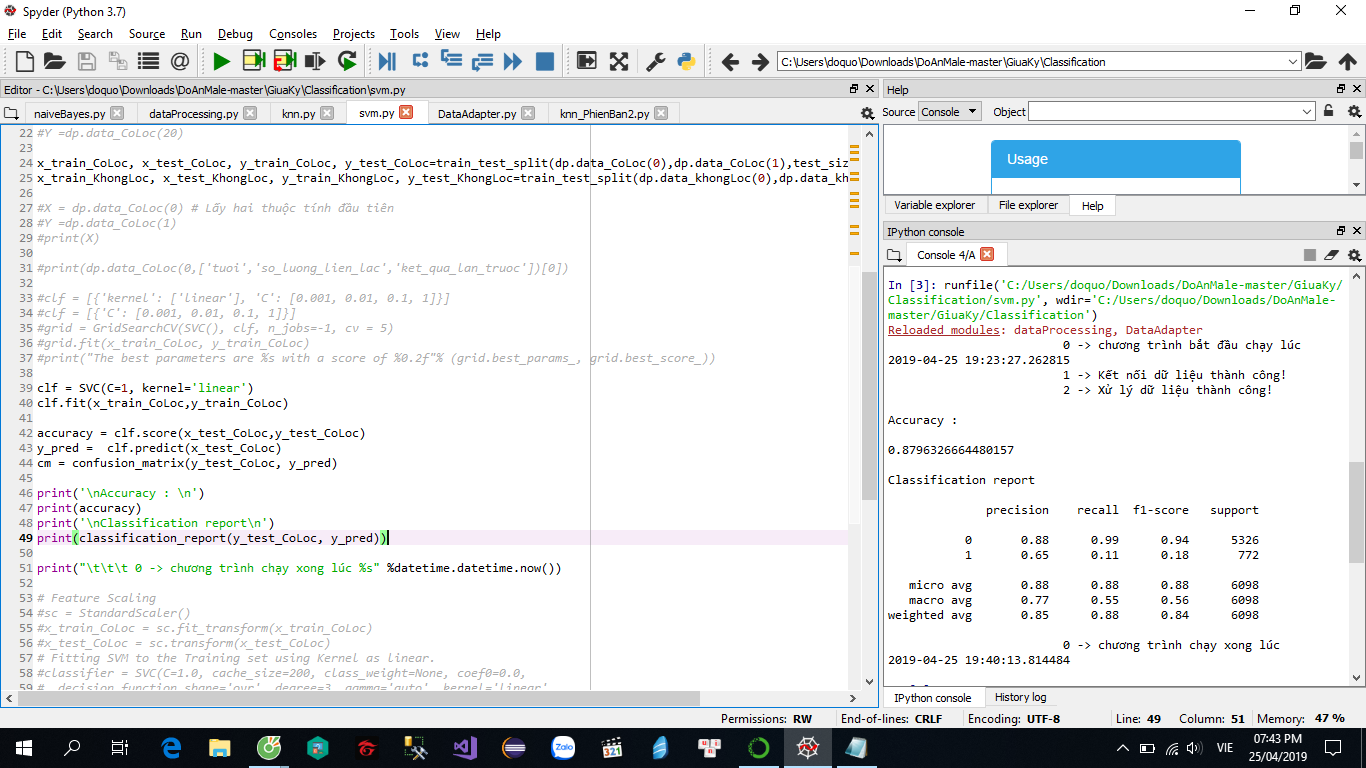 Spyder (Python 3.7)
File Edit Search Source Run Debug Consoles Projects Tools View Help
C:\Users\doquo\Downloads\DoAnMale-master\GiuaKy\Classification
Editor - C:\Users\doquo\Downloads\DoAnMale-master\GiuaKy\Classification\svm.py
naiveBayes.py dataProcessing.py knn.py svm.py DataAdapter.py knn_PhienBan2.py
22 #Y =dp.data_CoLoc(20)
23
24 x_train_CoLoc, x_test_CoLoc, y_train_CoLoc, y_test_CoLoc=train_test_split(dp.data_CoLoc(0),dp.data_CoLoc(1),test_siz
25 x_train_KhongLoc, x_test_KhongLoc, y_train_KhongLoc, y_test_KhongLoc=train_test_split(dp.data_khongLoc(0),dp.data_kh
26
27 #X = dp.data_CoLoc(0) # Lấy hai thuộc tính đầu tiên
28 #Y =dp.data_CoLoc(1)
29 #print(X)
30
31 #print(dp.data_CoLoc(0,['tuoi','so_luong_lien_lac','ket_qua_lan_truoc'])[0])
32
33 #clf = [{'kernel': ['linear'], 'C': [0.001, 0.01, 0.1, 1]}]
34 #clf = [{'C': [0.001, 0.01, 0.1, 1]}]
35 #grid = GridSearchCV(SVC(), clf, n_jobs=-1, cv = 5)
36 #grid.fit(x_train_CoLoc, y_train_CoLoc)
37 #print("The best parameters are %s with a score of %0.2f"% (grid.best_params_, grid.best_score_))
38
39 clf = SVC(C=1, kernel='linear')
40 clf.fit(x_train_CoLoc,y_train_CoLoc)
41
42 accuracy = clf.score(x_test_CoLoc,y_test_CoLoc)
43 y_pred =  clf.predict(x_test_CoLoc)
44 cm = confusion_matrix(y_test_CoLoc, y_pred)
45
46 print('\nAccuracy : \n')
47 print(accuracy)
48 print('\nClassification report\n')
49 print(classification_report(y_test_CoLoc, y_pred))
50
51 print("\t\t\t 0 -> chương trình chạy xong lúc %s" %datetime.datetime.now())
52
53 # Feature Scaling
54 #sc = StandardScaler()
55 #x_train_CoLoc = sc.fit_transform(x_train_CoLoc)
56 #x_test_CoLoc = sc.transform(x_test_CoLoc)
57 # Fitting SVM to the Training set using Kernel as linear.
58 #classifier = SVC(C=1.0, cache_size=200, class_weight=None, coef0=0.0,
59 #  decision_function_shape='ovr', degree=3, gamma='auto', kernel='linear',
Help
Source Console Object
Usage
Variable explorer File explorer Help
IPython console
Console 4/A
In [3]: runfile('C:/Users/doquo/Downloads/DoAnMale-master/GiuaKy/
Classification/svm.py', wdir='C:/Users/doquo/Downloads/DoAnMale-
master/GiuaKy/Classification')
Reloaded modules: dataProcessing, DataAdapter
0 -> chương trình bắt đầu chạy lúc
2019-04-25 19:23:27.262815
1 -> Kết nối dữ liệu thành công!
2 -> Xử lý dữ liệu thành công!
Accuracy :
0.8796326664480157
Classification report
precision recall f1-score support
0 0.88 0.99 0.94 5326
1 0.65 0.11 0.18 772
micro avg 0.88 0.88 0.88 6098
macro avg 0.77 0.55 0.56 6098
weighted avg 0.85 0.88 0.84 6098
0 -> chương trình chạy xong lúc
2019-04-25 19:40:13.814484
IPython console History log
Permissions: RW End-of-lines: CRLF Encoding: UTF-8 Line: 49 Column: 51 Memory: 47 %
Zalo 321 VIE 07:43 PM
25/04/2019